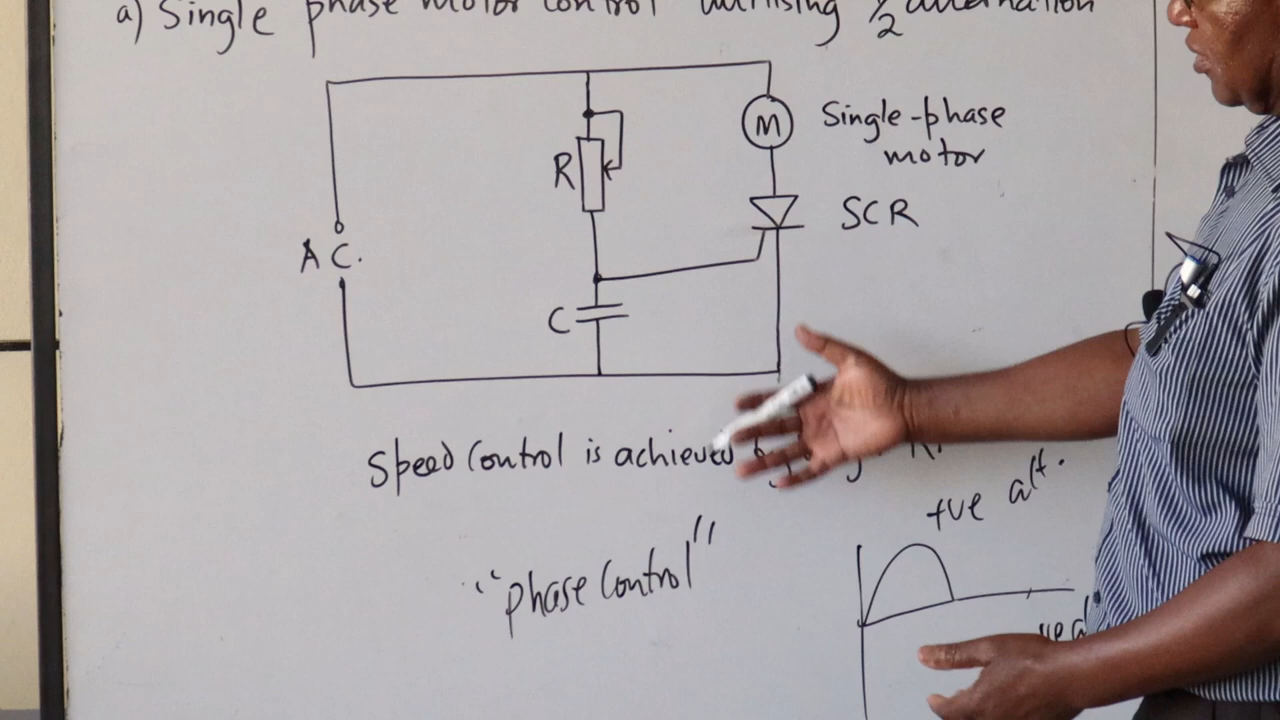 a) Single phase motor control utilising 1/2 alternation
R
M
Single-phase
motor
SCR
A C.
C
Speed Control is achieved
+ve alt.
"phase Control"